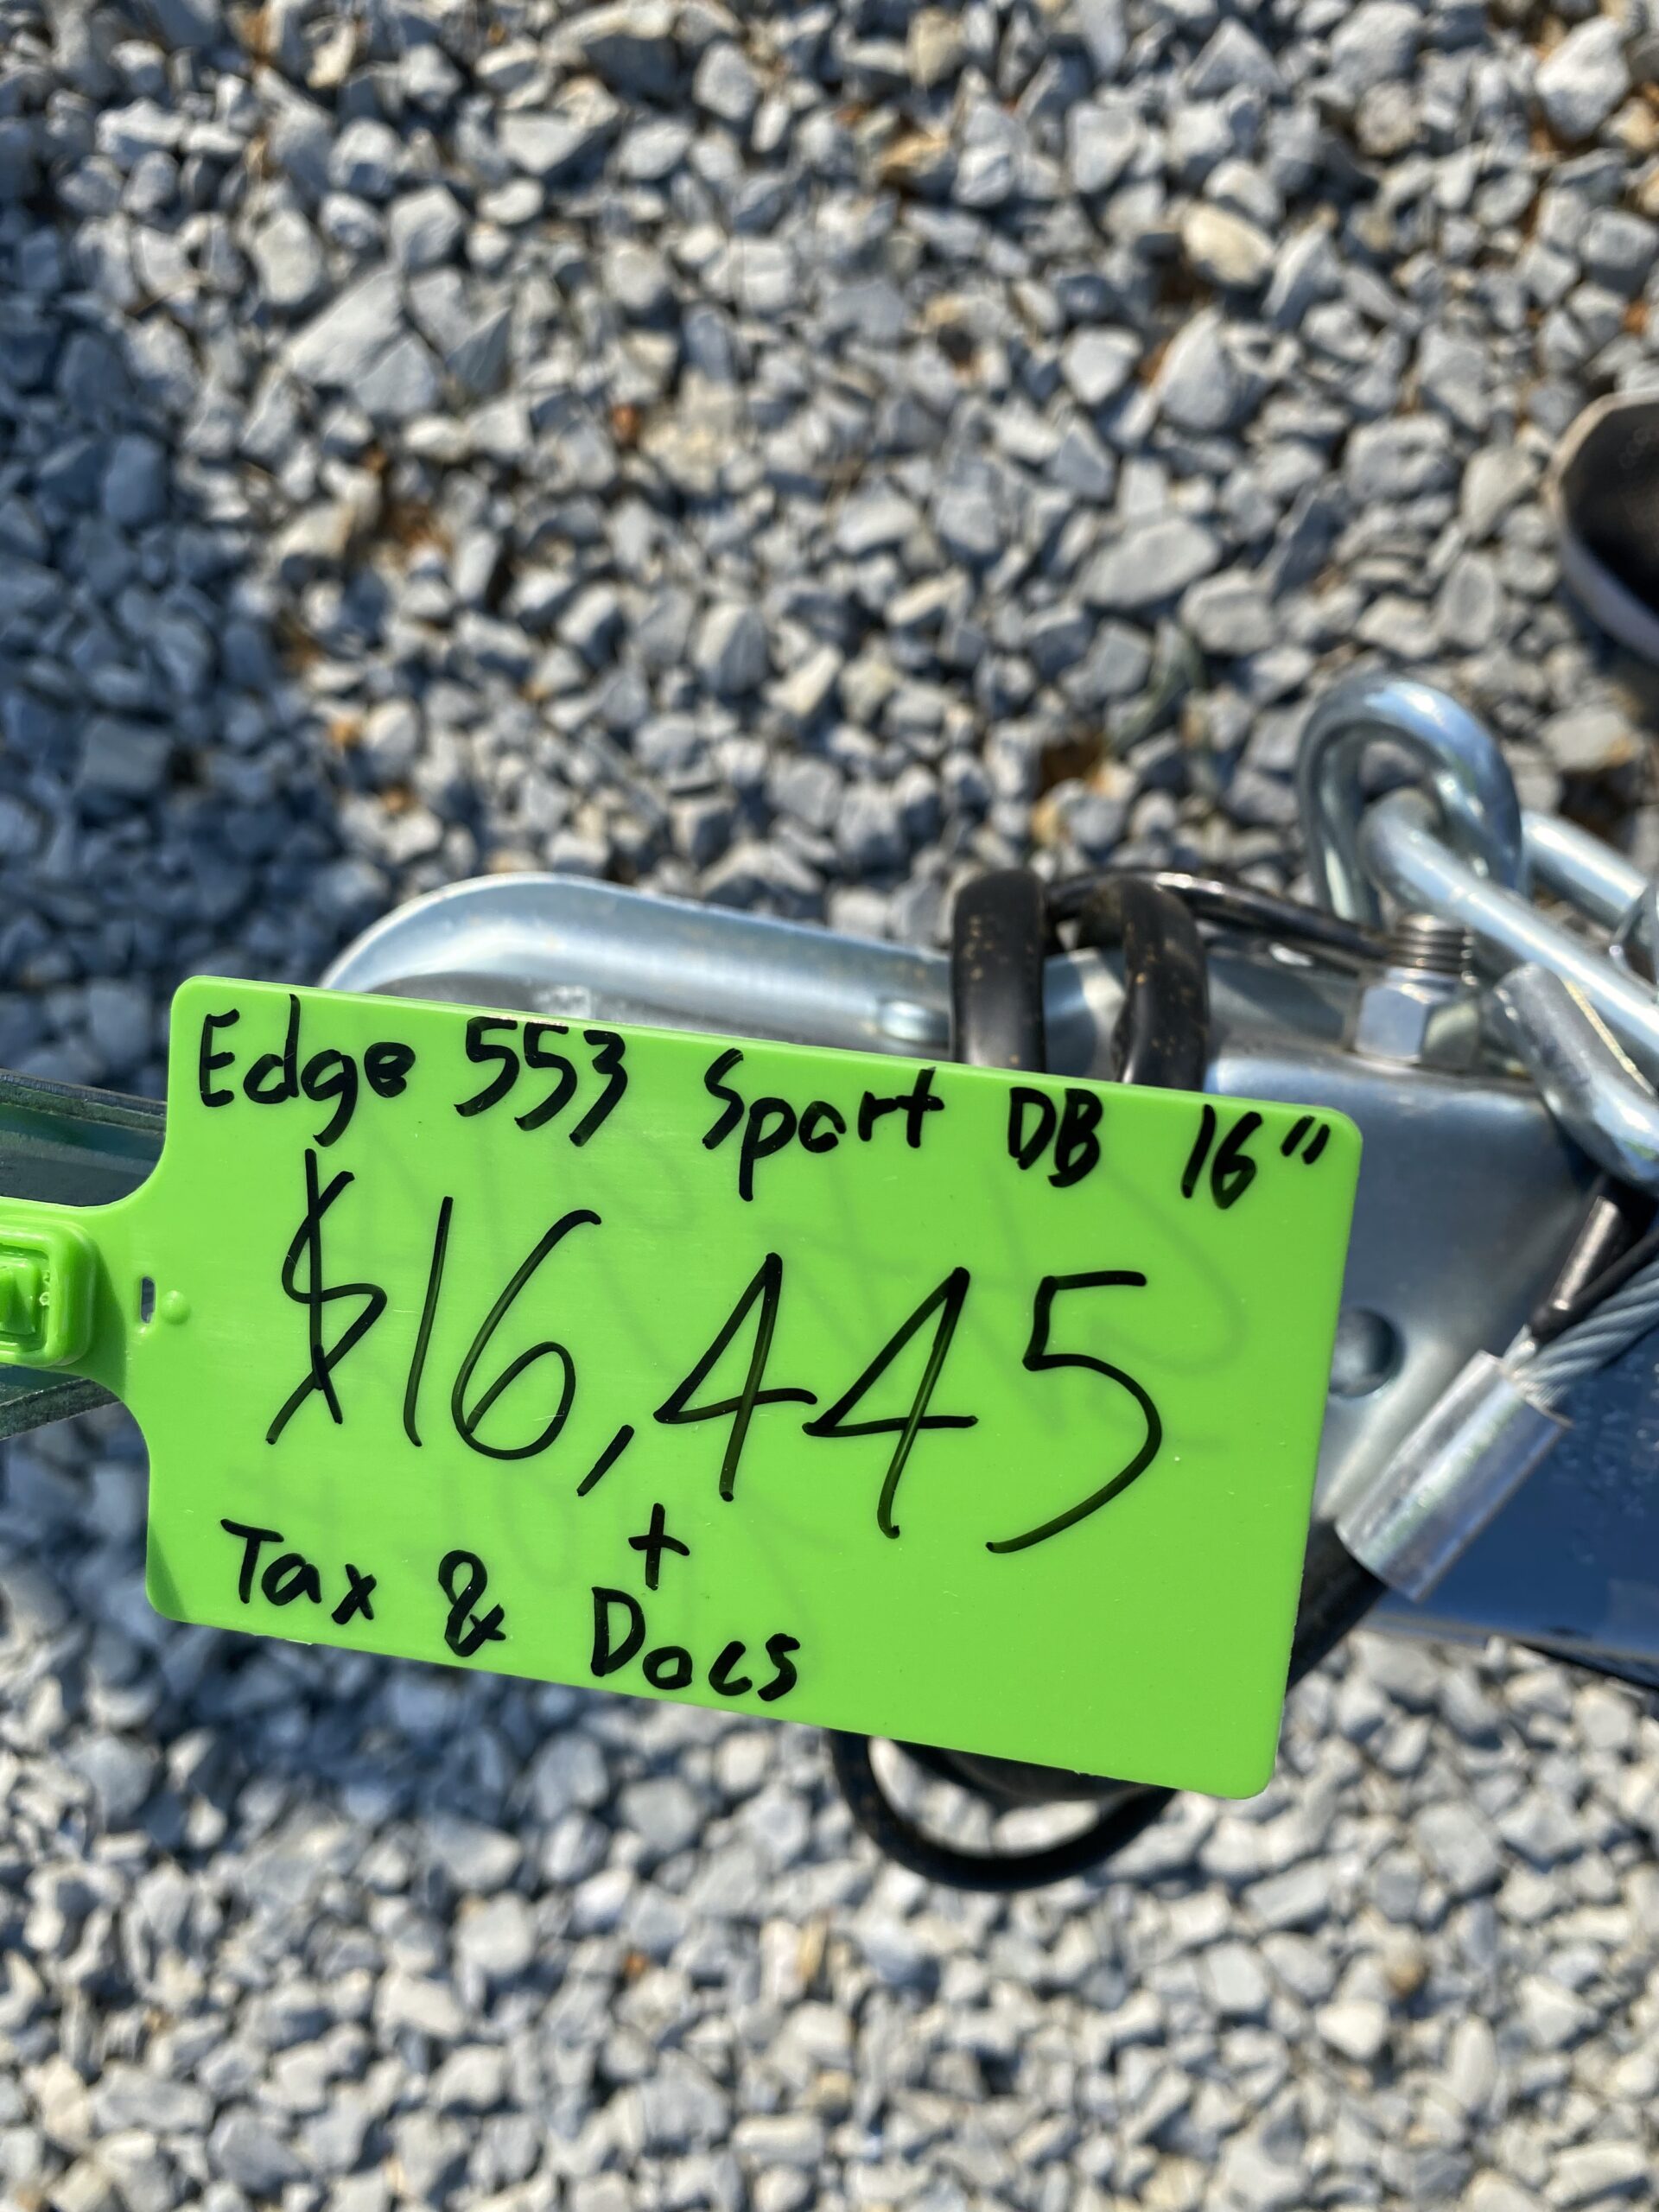 Edge 553 Sport DB 16"
$16,445
+
Tax & Docs